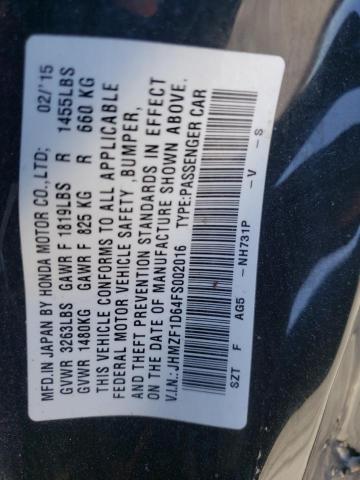 MFD.IN JAPAN BY HONDA MOTOR CO.,LTD; 02/'15
GVWR 3263LBS GAWR F 1819LBS R 1455LBS
GVWR 1480KG GAWR F 825 KG R 660 KG
THIS VEHICLE CONFORMS TO ALL APPLICABLE
FEDERAL MOTOR VEHICLE SAFETY ,BUMPER,
AND THEFT PREVENTION STANDARDS IN EFFECT
ON THE DATE OF MANUFACTURE SHOWN ABOVE.
V.I.N.:JHMZF1D64FS002016 TYPE:PASSENGER CAR
SZT F AG5 -NH731P -V -S